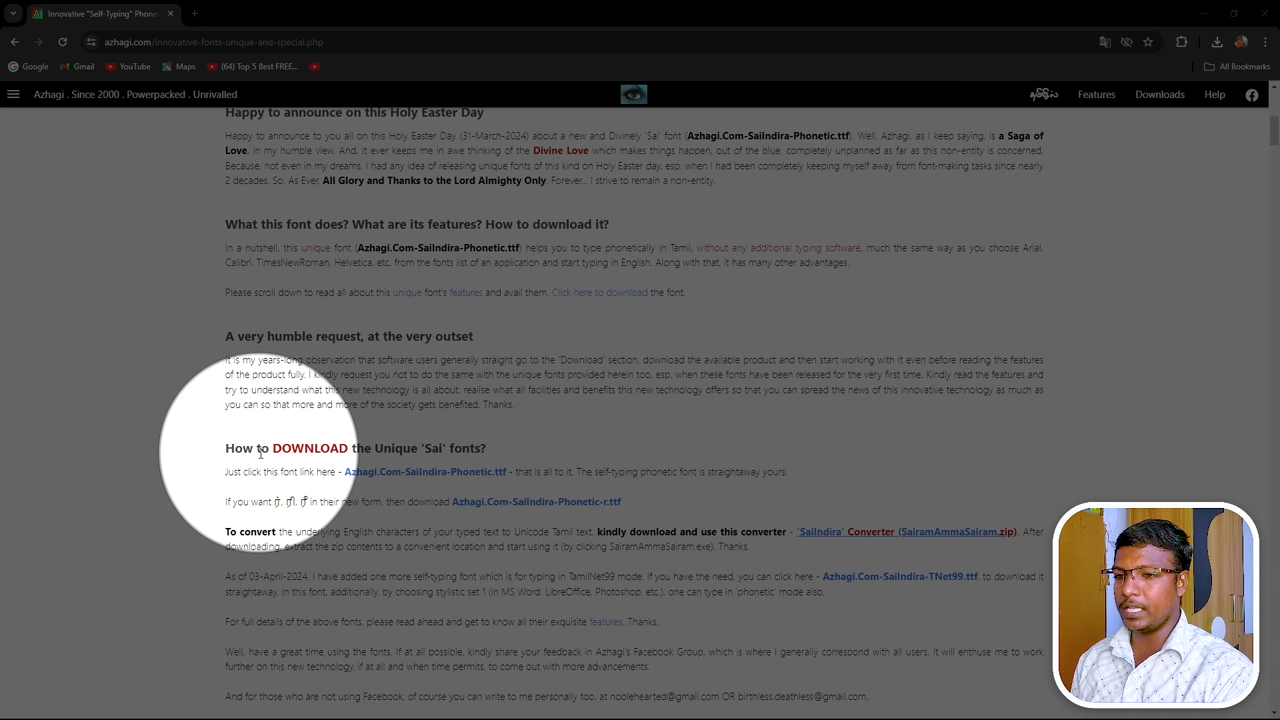 Innovative "Self-Typing" Phone
azhagi.com/innovative-fonts-unique-and-special.php
Google Gmail YouTube Maps (64) Top 5 Best FREE... All Bookmarks
Azhagi . Since 2000 . Powerpacked . Unrivalled
Features Downloads Help
Happy to announce on this Holy Easter Day
Happy to announce to you all on this Holy Easter Day (31-March-2024) about a new and Divinely 'Sai' font (Azhagi.Com-SaiIndira-Phonetic.ttf). Well, Azhagi, as I keep saying, is a Saga of
Love, in my humble view. And, it ever keeps me in awe thinking of the Divine Love which makes things happen, out of the blue, completely unplanned as far as this non-entity is concerned.
Because, not even in my dreams, I had any idea of releasing unique fonts of this kind on Holy Easter day, esp. when I had been completely keeping myself away from font-making tasks since nearly
2 decades. So, As Ever, All Glory and Thanks to the Lord Almighty Only, Forever... I strive to remain a non-entity.
What this font does? What are its features? How to download it?
In a nutshell, this unique font (Azhagi.Com-SaiIndira-Phonetic.ttf) helps you to type phonetically in Tamil, without any additional typing software, much the same way as you choose Arial,
Calibri, TimesNewRoman, Helvetica, etc. from the fonts list of an application and start typing in English. Along with that, it has many other advantages.
Please scroll down to read all about this unique font's features and avail them. Click here to download the font.
A very humble request, at the very outset
It is my years-long observation that software users generally straight go to the 'Download' section, download the available product and then start working with it even before reading the features
of the product fully. I kindly request you not to do the same with the unique fonts provided herein too, esp. when these fonts have been released for the very first time. Kindly read the features and
try to understand what this new technology is all about, realise what all facilities and benefits this new technology offers so that you can spread the news of this innovative technology as much as
you can so that more and more of the society gets benefited. Thanks.
How to DOWNLOAD the Unique 'Sai' fonts?
Just click this font link here - Azhagi.Com-SaiIndira-Phonetic.ttf - that is all to it. The self-typing phonetic font is straightaway yours.
If you want ர், ரி, ரீ in their new form, then download Azhagi.Com-SaiIndira-Phonetic-r.ttf
To convert the underlying English characters of your typed text to Unicode Tamil text, kindly download and use this converter - 'SaiIndira' Converter (SairamAmmaSairam.zip). After
downloading, extract the zip contents to a convenient location and start using it (by clicking SairamAmmaSairam.exe). Thanks.
As of 03-April-2024, I have added one more self-typing font which is for typing in TamilNet99 mode. If you have the need, you can click here - Azhagi.Com-SaiIndira-TNet99.ttf, to download it
straightaway. In this font, additionally, by choosing stylistic set 1 (in MS Word, LibreOffice, Photoshop, etc.), one can type in 'phonetic' mode also.
For full details of the above fonts, please read ahead and get to know all their exquisite features. Thanks.
Well, have a great time using the fonts. If at all possible, kindly share your feedback in Azhagi's Facebook Group, which is where I generally correspond with all users. It will enthuse me to work
further on this new technology, if at all and when time permits, to come out with more advancements.
And for those who are not using Facebook, of course you can write to me personally too, at noblehearted@gmail.com OR birthless.deathless@gmail.com.